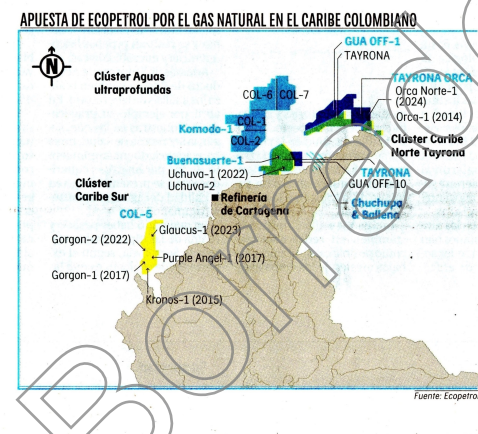 APUESTA DE ECOPETROL POR EL GAS NATURAL EN EL CARIBE COLOMBIANO
N
GUA OFF-1
TAYRONA
Clúster Aguas
ultraprofundas
TAYRONA ORCA
Orca Norte-1
(2024)
Orca-1 (2014)
COL-6
COL-7
COL-1
Komodo-1
COL-2
Clúster Caribe
Norte Tayrona
Buenasuerte-1
Uchuva-1 (2022)
Uchuva-2
TAYRONA
GUA OFF-10
Clúster
Caribe Sur
Refinería
de Cartagena
Chuchupa
& Ballena
COL-5
Glaucus-1 (2023)
Gorgon-2 (2022)
Purple Angel-1 (2017)
Gorgon-1 (2017)
Kronos-1 (2015)
Fuente: Ecopetrol
Borrador